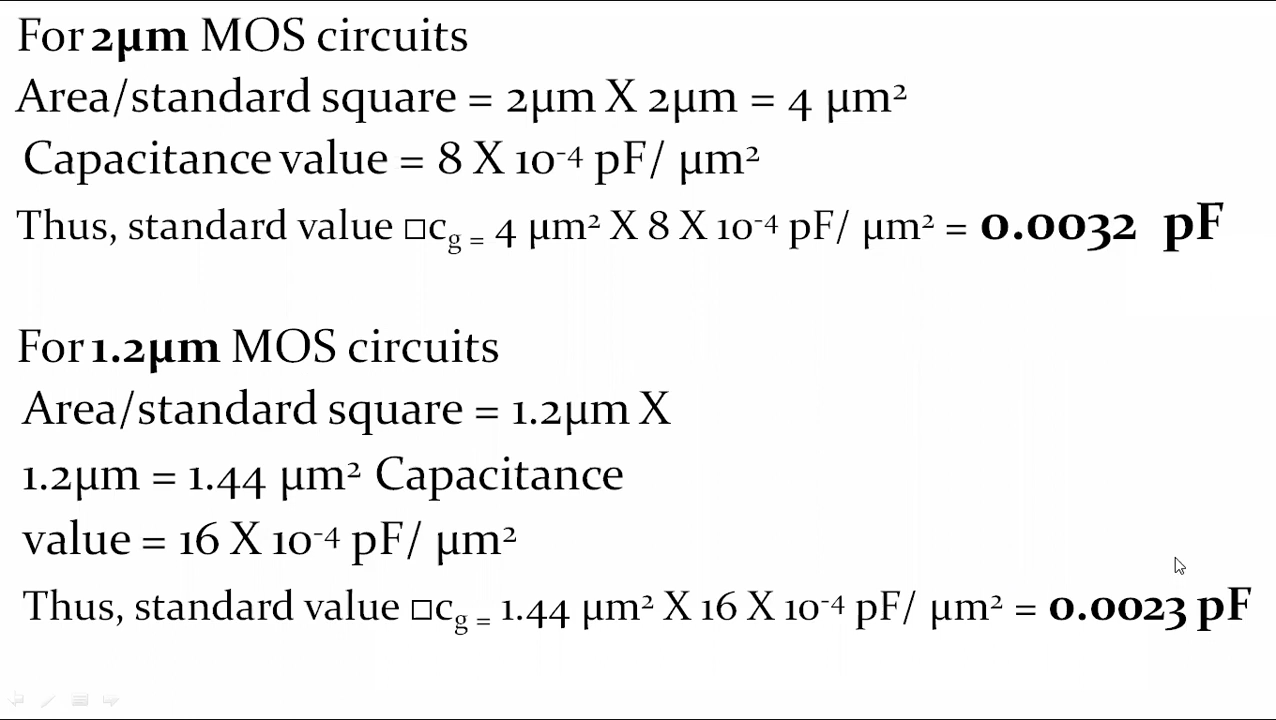 For 2μm MOS circuits
Area/standard square = 2μm X 2μm = 4 μm²
Capacitance value = 8 X 10⁻⁴ pF/ μm²
Thus, standard value □cg = 4 μm² X 8 X 10⁻⁴ pF/ μm² = 0.0032 pF
For 1.2μm MOS circuits
Area/standard square = 1.2μm X
1.2μm = 1.44 μm² Capacitance
value = 16 X 10⁻⁴ pF/ μm²
Thus, standard value □cg = 1.44 μm² X 16 X 10⁻⁴ pF/ μm² = 0.0023 pF